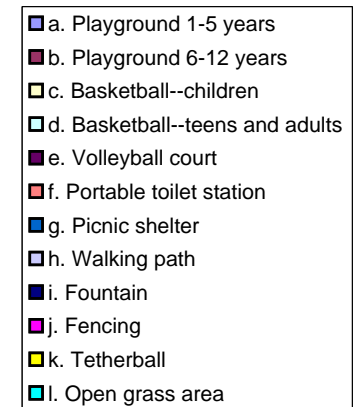 a. Playground 1-5 years
b. Playground 6-12 years
c. Basketball--children
d. Basketball--teens and adults
e. Volleyball court
f. Portable toilet station
g. Picnic shelter
h. Walking path
i. Fountain
j. Fencing
k. Tetherball
l. Open grass area